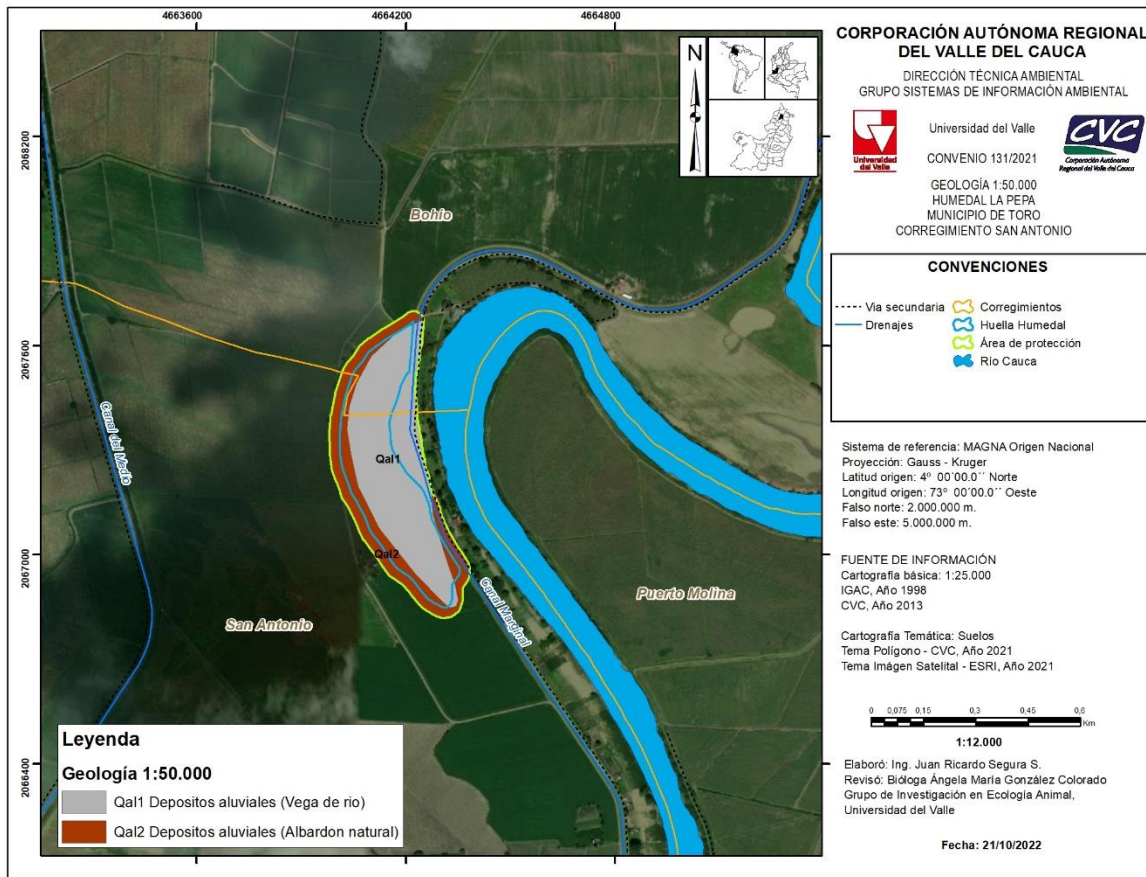 4663600
4664200
4664800
2068200
2067600
2067000
2066400
N
Bohio
Canal del Medio
Qal1
Qal2
San Antonio
Canal Marginal
Puerto Molina
Leyenda
Geología 1:50.000
Qal1 Depositos aluviales (Vega de rio)
Qal2 Depositos aluviales (Albardon natural)
CORPORACIÓN AUTÓNOMA REGIONAL
DEL VALLE DEL CAUCA
DIRECCIÓN TÉCNICA AMBIENTAL
GRUPO SISTEMAS DE INFORMACIÓN AMBIENTAL
Universidad
del Valle
Universidad del Valle
CONVENIO 131/2021
CVC
Corporación Autónoma
Regional del Valle del Cauca
GEOLOGÍA 1:50.000
HUMEDAL LA PEPA
MUNICIPIO DE TORO
CORREGIMIENTO SAN ANTONIO
CONVENCIONES
Via secundaria
Drenajes
Corregimientos
Huella Humedal
Área de protección
Río Cauca
Sistema de referencia: MAGNA Origen Nacional
Proyección: Gauss - Kruger
Latitud origen: 4º 00´00.0´´ Norte
Longitud origen: 73º 00´00.0´´ Oeste
Falso norte: 2.000.000 m.
Falso este: 5.000.000 m.
FUENTE DE INFORMACIÓN
Cartografía básica: 1:25.000
IGAC, Año 1998
CVC, Año 2013
Cartografía Temática: Suelos
Tema Polígono - CVC, Año 2021
Tema Imágen Satelital - ESRI, Año 2021
0 0,075 0,15 0,3 0,45 0,6
Km
1:12.000
Elaboró: Ing. Juan Ricardo Segura S.
Revisó: Bióloga Ángela María González Colorado
Grupo de Investigación en Ecología Animal,
Universidad del Valle
Fecha: 21/10/2022